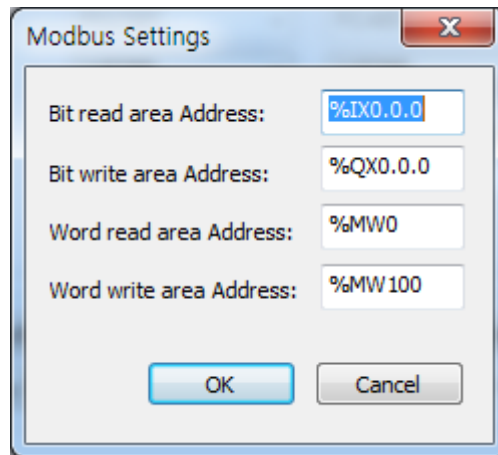 Modbus Settings
Bit read area Address: %IX0.0.0
Bit write area Address: %QX0.0.0
Word read area Address: %MW0
Word write area Address: %MW100
OK Cancel